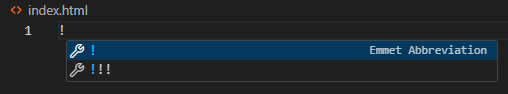 <> index.html
1 !
! Emmet Abbreviation
!!!